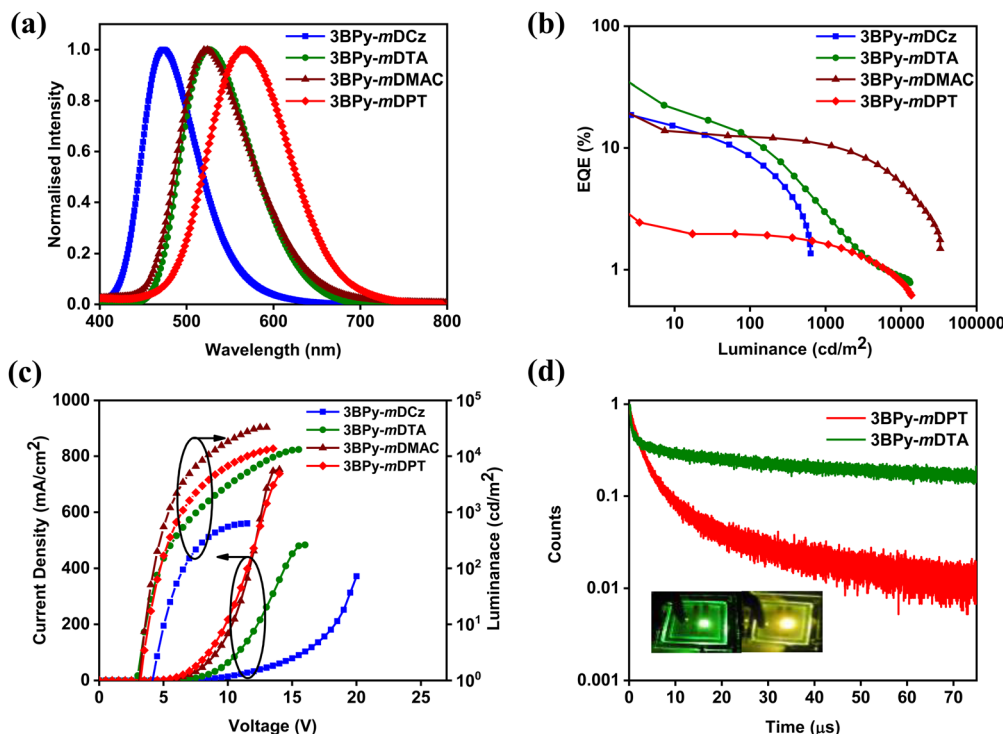 (a)
3BPy-mDCz
3BPy-mDTA
3BPy-mDMAC
3BPy-mDPT
Normalised Intensity
1.0
0.8
0.6
0.4
0.2
0.0
400 500 600 700 800
Wavelength (nm)
(b)
3BPy-mDCz
3BPy-mDTA
3BPy-mDMAC
3BPy-mDPT
EQE (%)
100
10
1
10 100 1000 10000 100000
Luminance (cd/m²)
(c)
3BPy-mDCz
3BPy-mDTA
3BPy-mDMAC
3BPy-mDPT
Current Density (mA/cm²)
1000
800
600
400
200
0
10⁵
10⁴
10³
10²
10¹
10⁰
Luminanace (cd/m²)
0 5 10 15 20 25
Voltage (V)
(d)
3BPy-mDPT
3BPy-mDTA
Counts
1
0.1
0.01
0.001
0 10 20 30 40 50 60 70
Time (µs)